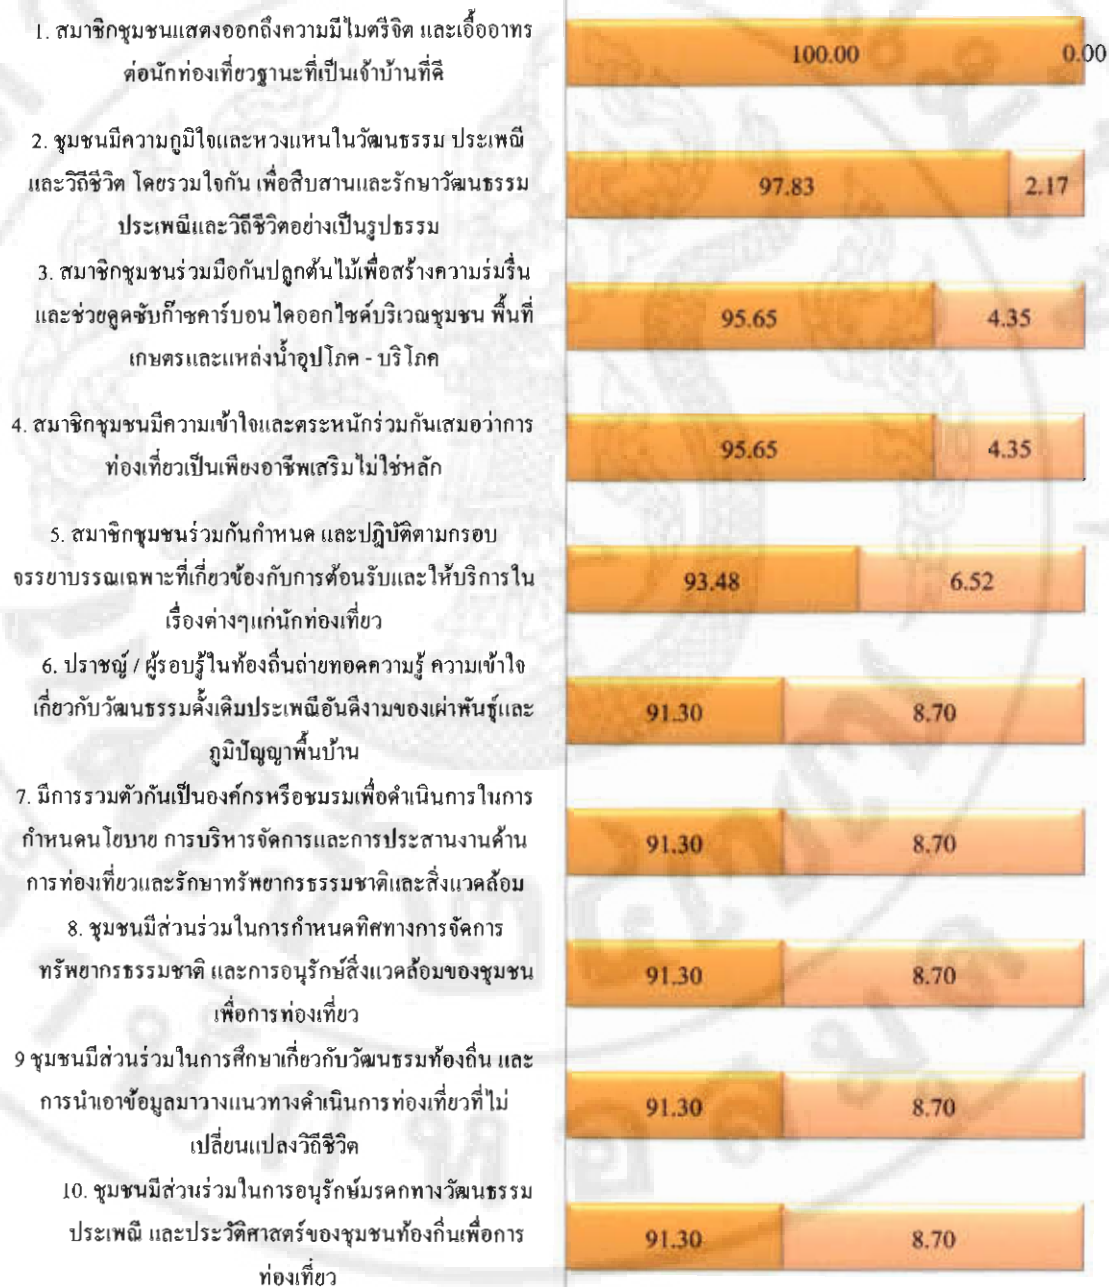 1. สมาชิกชุมชนแสดงออกถึงความมีไมตรีจิต และเอื้ออาทร
ต่อนักท่องเที่ยวฐานะที่เป็นเจ้าบ้านที่ดี
100.00 0.00
2. ชุมชนมีความภูมิใจและหวงแหนในวัฒนธรรม ประเพณี
และวิถีชีวิต โดยรวมใจกัน เพื่อสืบสานและรักษาวัฒนธรรม
ประเพณีและวิถีชีวิตอย่างเป็นรูปธรรม
97.83 2.17
3. สมาชิกชุมชนร่วมมือกันปลูกต้นไม้เพื่อสร้างความร่มรื่น
และช่วยดูดซับก๊าซคาร์บอนไดออกไซด์บริเวณชุมชน พื้นที่
เกษตรและแหล่งน้ำอุปโภค - บริโภค
95.65 4.35
4. สมาชิกชุมชนมีความเข้าใจและตระหนักร่วมกันเสมอว่าการ
ท่องเที่ยวเป็นเพียงอาชีพเสริมไม่ใช่หลัก
95.65 4.35
5. สมาชิกชุมชนร่วมกันกำหนด และปฏิบัติตามกรอบ
จรรยาบรรณเฉพาะที่เกี่ยวข้องกับการต้อนรับและให้บริการใน
เรื่องต่างๆแก่นักท่องเที่ยว
93.48 6.52
6. ปราชญ์ / ผู้รอบรู้ในท้องถิ่นถ่ายทอดความรู้ ความเข้าใจ
เกี่ยวกับวัฒนธรรมดั้งเดิมประเพณีอันดีงามของเผ่าพันธุ์และ
ภูมิปัญญาพื้นบ้าน
91.30 8.70
7. มีการรวมตัวกันเป็นองค์กรหรือชมรมเพื่อดำเนินการในการ
กำหนดนโยบาย การบริหารจัดการและการประสานงานด้าน
การท่องเที่ยวและรักษาทรัพยากรธรรมชาติและสิ่งแวดล้อม
91.30 8.70
8. ชุมชนมีส่วนร่วมในการกำหนดทิศทางการจัดการ
ทรัพยากรธรรมชาติ และการอนุรักษ์สิ่งแวดล้อมของชุมชน
เพื่อการท่องเที่ยว
91.30 8.70
9 ชุมชนมีส่วนร่วมในการศึกษาเกี่ยวกับวัฒนธรรมท้องถิ่น และ
การนำเอาข้อมูลมาวางแนวทางดำเนินการท่องเที่ยวที่ไม่
เปลี่ยนแปลงวิถีชีวิต
91.30 8.70
10. ชุมชนมีส่วนร่วมในการอนุรักษ์มรดกทางวัฒนธรรม
ประเพณี และประวัติศาสตร์ของชุมชนท้องถิ่นเพื่อการ
ท่องเที่ยว
91.30 8.70